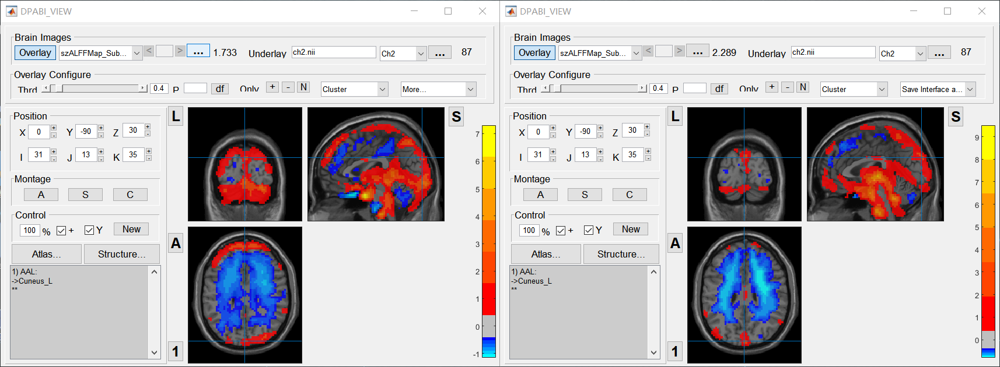 DPABI_VIEW
Brain Images
Overlay szALFFMap_Sub... < > ... 1.733 Underlay ch2.nii Ch2 ... 87
Overlay Configure
Thrd 0.4 P df Only + - N Cluster More...
Position
X 0 + - Y -90 + - Z 30 + -
I 31 + - J 13 + - K 35 + -
Montage
A S C
Control
100 % + Y New
Atlas... Structure...
1) AAL:
->Cuneus_L
**
L
S
A
1
7
6
5
4
3
2
1
0
-1
DPABI_VIEW
Brain Images
Overlay szALFFMap_Sub... < > ... 2.289 Underlay ch2.nii Ch2 ... 87
Overlay Configure
Thrd 0.4 P df Only + - N Cluster Save Interface a...
Position
X 0 + - Y -90 + - Z 30 + -
I 31 + - J 13 + - K 35 + -
Montage
A S C
Control
100 % + Y New
Atlas... Structure...
1) AAL:
->Cuneus_L
**
L
S
A
1
9
8
7
6
5
4
3
2
1
0